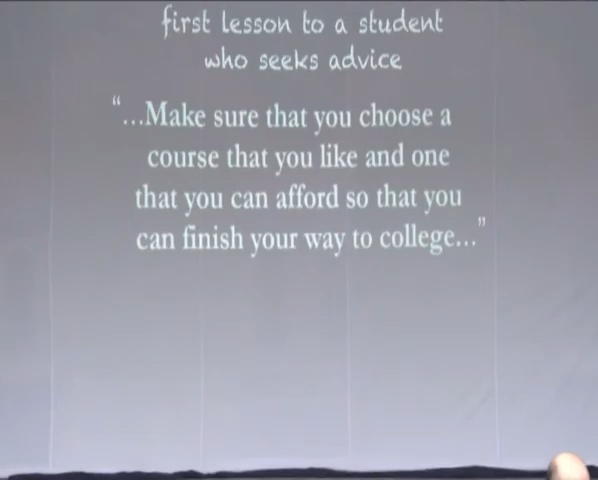 first lesson to a student
who seeks advice
“...Make sure that you choose a
course that you like and one
that you can afford so that you
can finish your way to college...”